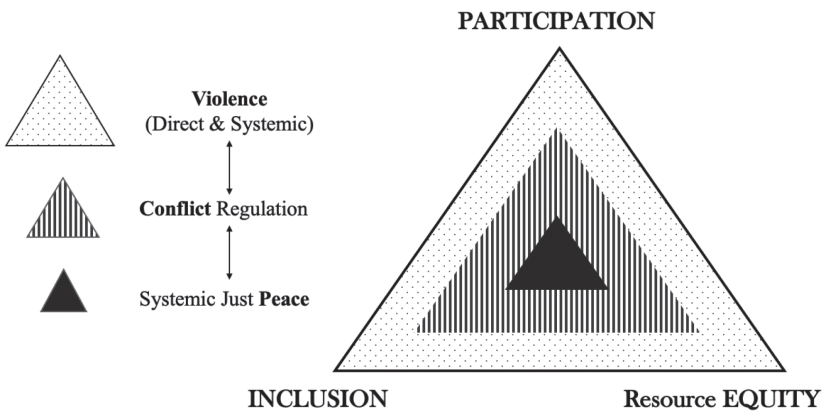 PARTICIPATION
Violence
(Direct & Systemic)
Conflict Regulation
Systemic Just Peace
INCLUSION
Resource EQUITY